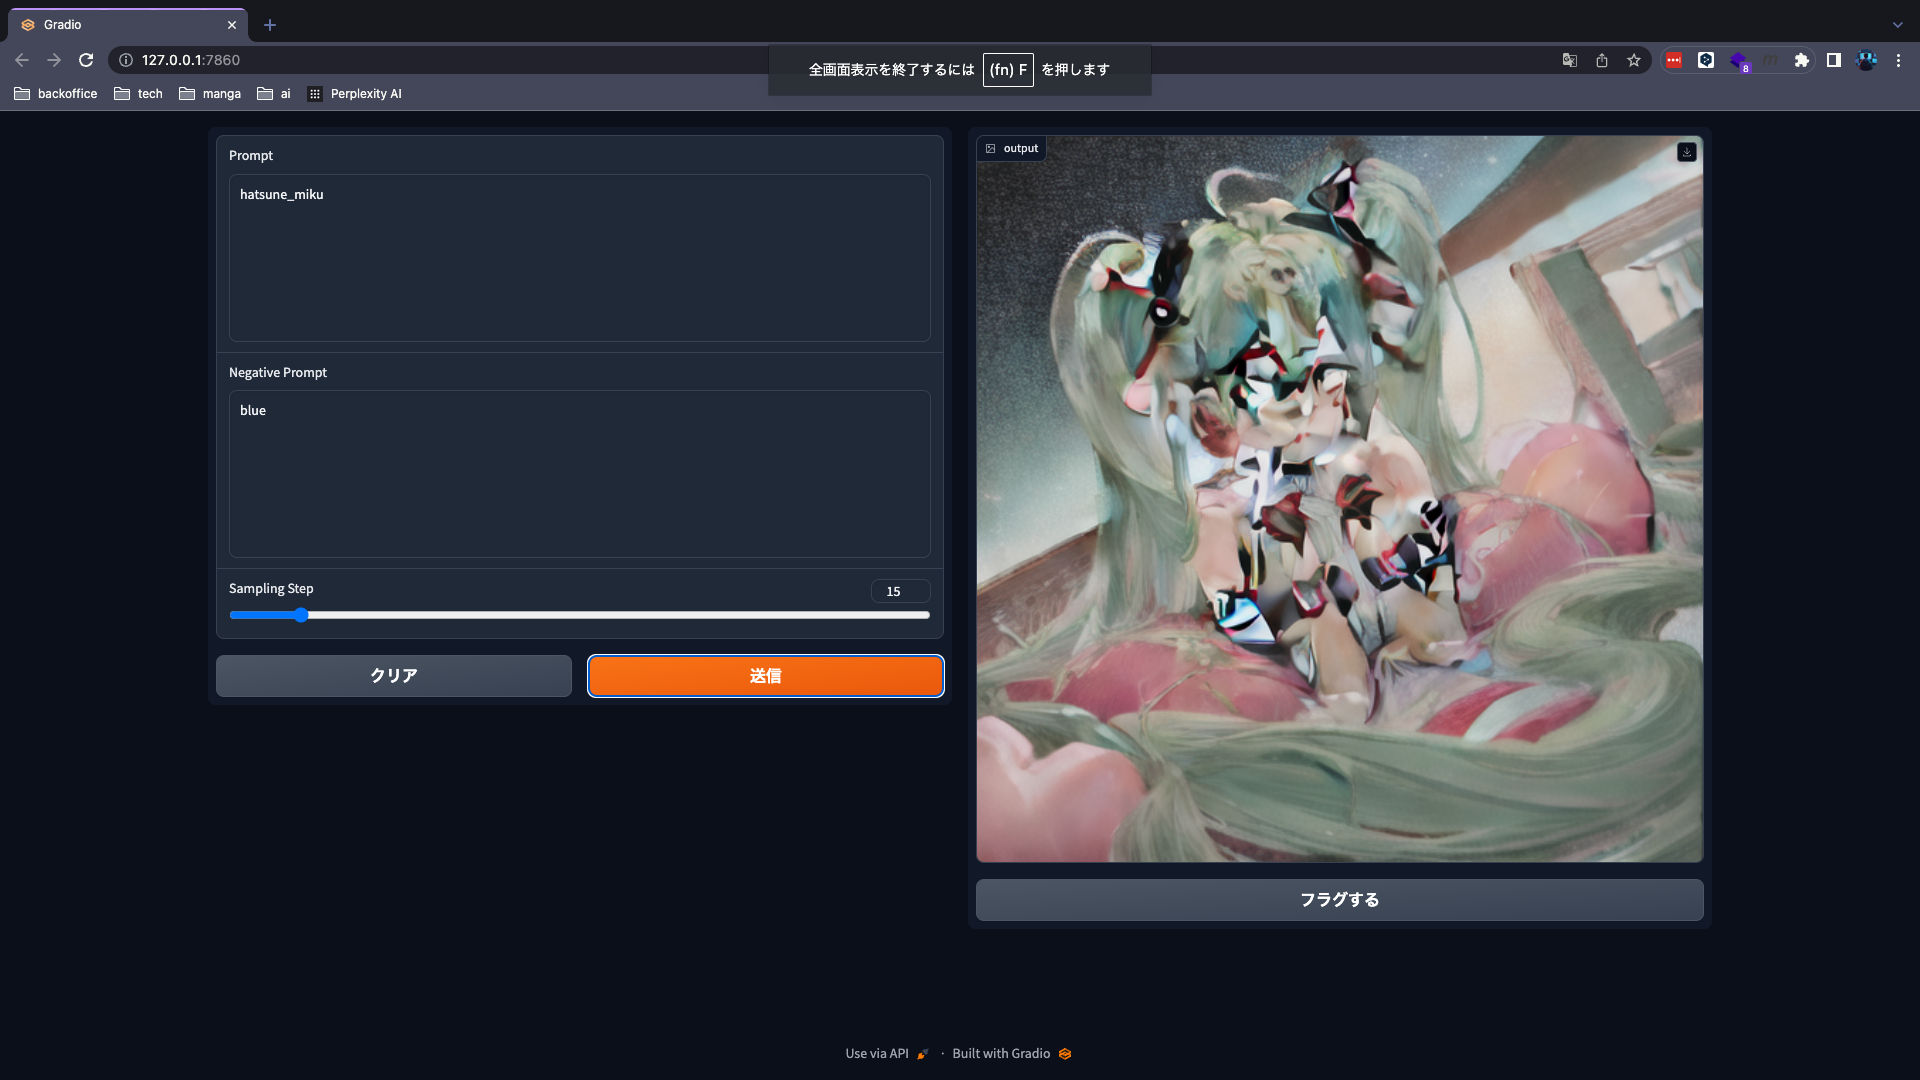 Gradio
127.0.0.1:7860
全画面表示を終了するには (fn) F を押します
8
backoffice tech manga ai Perplexity AI
Prompt
hatsune_miku
Negative Prompt
blue
Sampling Step
15
クリア 送信
output
フラグする
Use via API · Built with Gradio